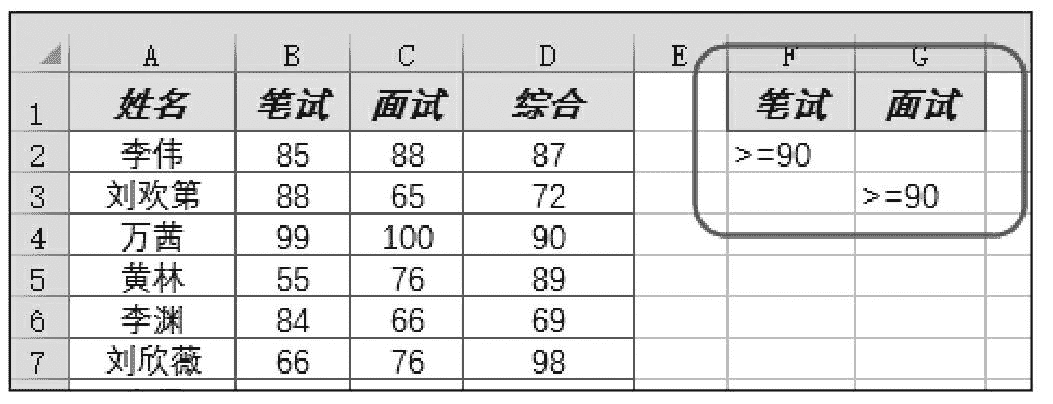 A B C D E F G
1 姓名 笔试 面试 综合 笔试 面试
2 李伟 85 88 87 >=90
3 刘欢第 88 65 72 >=90
4 万茜 99 100 90
5 黄林 55 76 89
6 李渊 84 66 69
7 刘欣薇 66 76 98